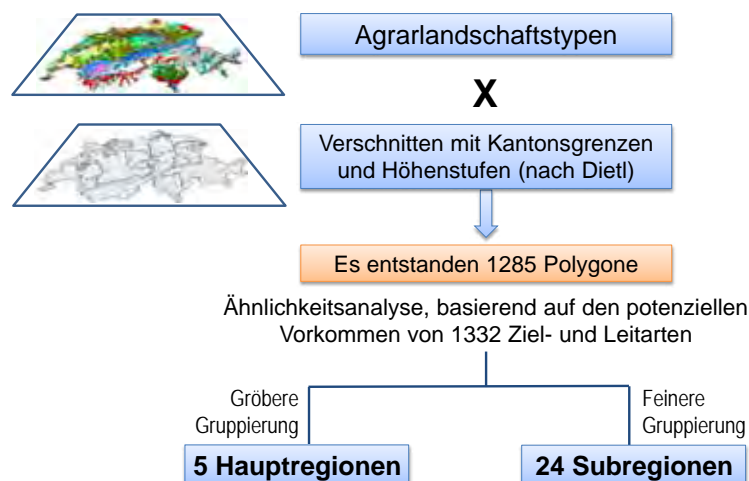 Agrarlandschaftstypen
X
Verschnitten mit Kantonsgrenzen
und Höhenstufen (nach Dietl)
Es entstanden 1285 Polygone
Ähnlichkeitsanalyse, basierend auf den potenziellen
Vorkommen von 1332 Ziel- und Leitarten
Gröbere
Gruppierung
Feinere
Gruppierung
5 Hauptregionen
24 Subregionen